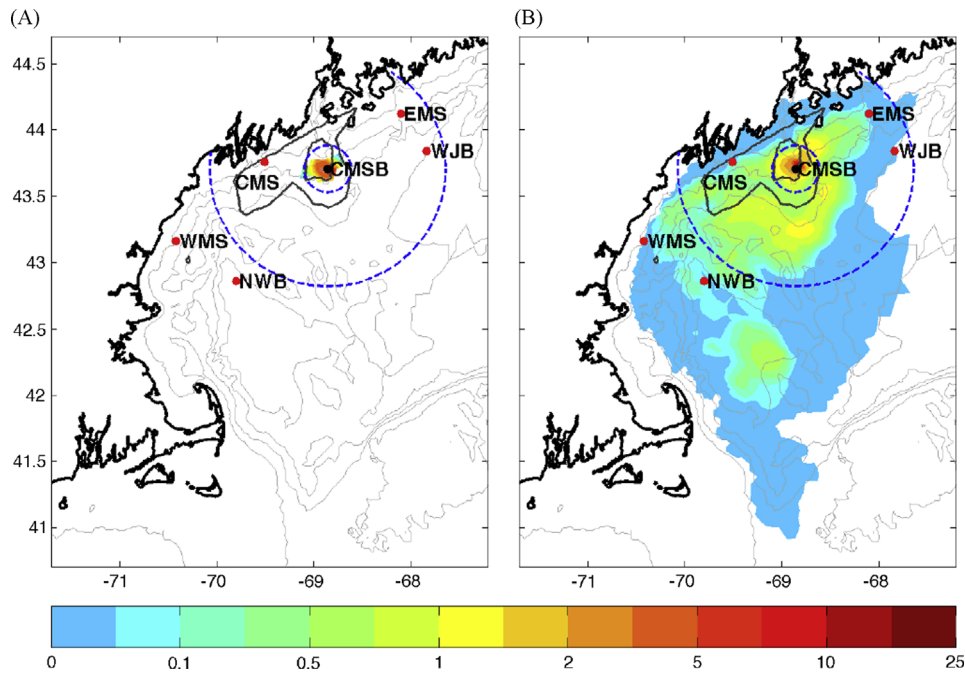 (A)
(B)
44.5
44
43.5
43
42.5
42
41.5
41
EMS
WJB
CMSB
CMS
WMS
NWB
EMS
WJB
CMSB
CMS
WMS
NWB
-71 -70 -69 -68
-71 -70 -69 -68
0 0.1 0.5 1 2 5 10 25